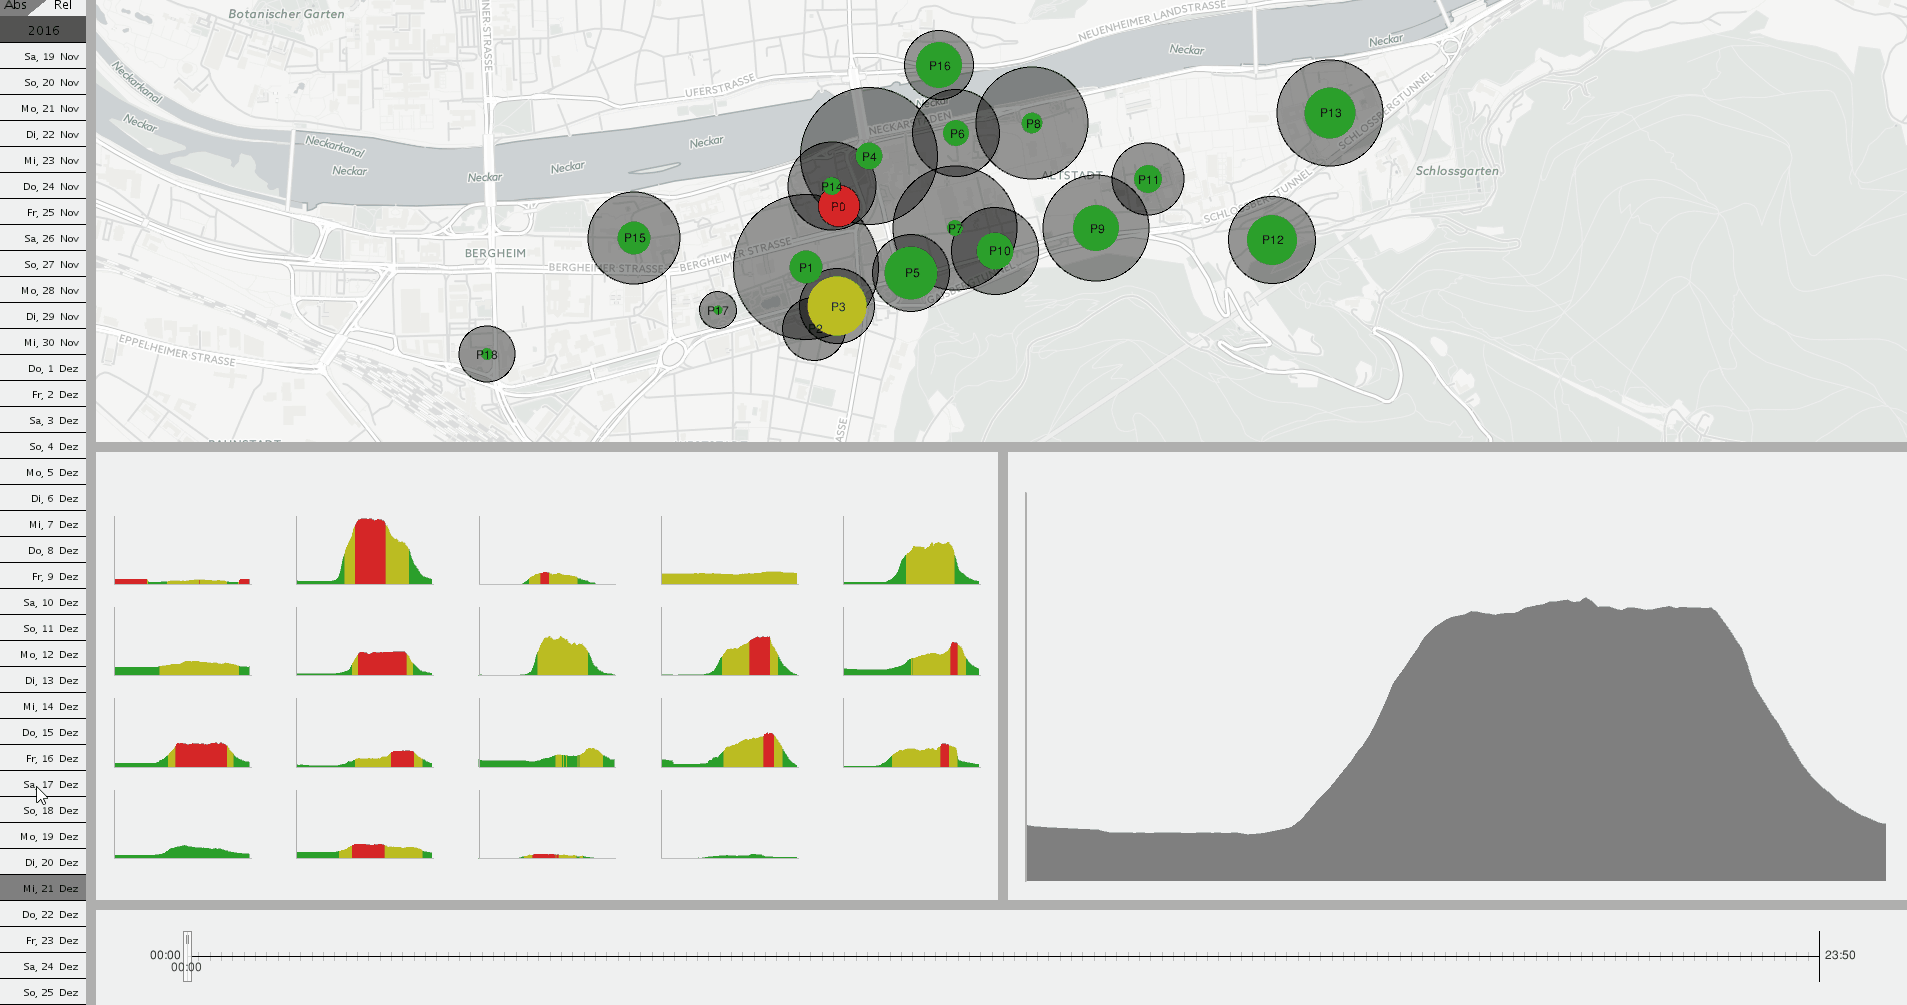 Abs Rel
2016
Sa, 19 Nov
So, 20 Nov
Mo, 21 Nov
Di, 22 Nov
Mi, 23 Nov
Do, 24 Nov
Fr, 25 Nov
Sa, 26 Nov
So, 27 Nov
Mo, 28 Nov
Di, 29 Nov
Mi, 30 Nov
Do, 1 Dez
Fr, 2 Dez
Sa, 3 Dez
So, 4 Dez
Mo, 5 Dez
Di, 6 Dez
Mi, 7 Dez
Do, 8 Dez
Fr, 9 Dez
Sa, 10 Dez
So, 11 Dez
Mo, 12 Dez
Di, 13 Dez
Mi, 14 Dez
Do, 15 Dez
Fr, 16 Dez
Sa, 17 Dez
So, 18 Dez
Mo, 19 Dez
Di, 20 Dez
Mi, 21 Dez
Do, 22 Dez
Fr, 23 Dez
Sa, 24 Dez
So, 25 Dez
Botanischer Garten
NEUENHEIMER LANDSTRASSE
Neckar
Neckar
Neckarkanal
UFERSTRASSE
Neckar
Neckar
Neckarkanal
Neckar
Neckar
Neckar
Neckar
NECKARSTADEN
ALTSTADT
SCHLOSSBERGTUNNEL
SCHLOSSBERGTUNNEL
Schlossgarten
BERGHEIM
BERGHEIMER STRASSE
BERGHEIMER STRASSE
EPPELHEIMER STRASSE
P16
P13
P8
P6
P4
P14
P0
P11
P15
P7
P9
P12
P10
P1
P5
P3
P17
P2
P18
00:00
00:00
23:50